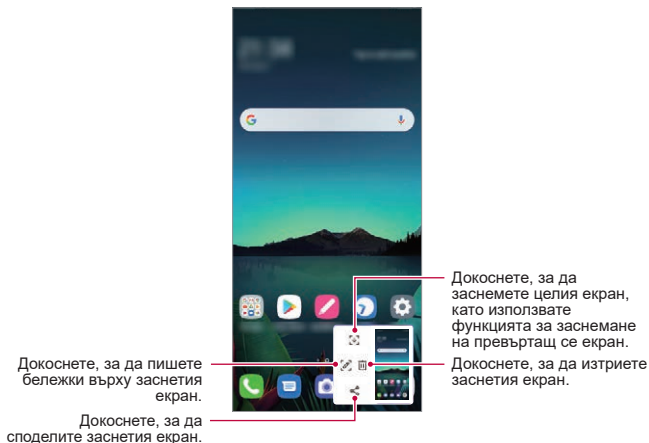 Докоснете, за да
заснемете целия екран,
като използвате
функцията за заснемане
на превъртащ се екран.
Докоснете, за да пишете
бележки върху заснетия
екран.
Докоснете, за да изтриете
заснетия екран.
Докоснете, за да
споделите заснетия екран.